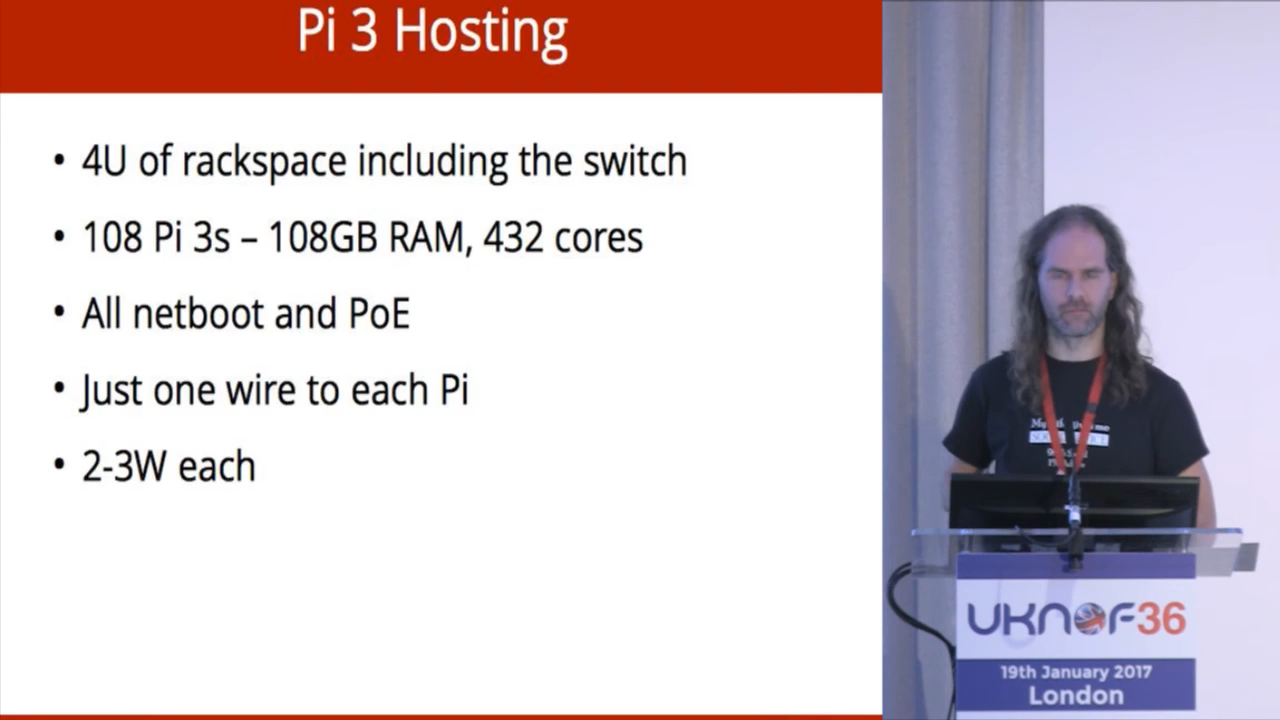 Pi 3 Hosting
• 4U of rackspace including the switch
• 108 Pi 3s – 108GB RAM, 432 cores
• All netboot and PoE
• Just one wire to each Pi
• 2-3W each
UKNOF36
19th January 2017
London